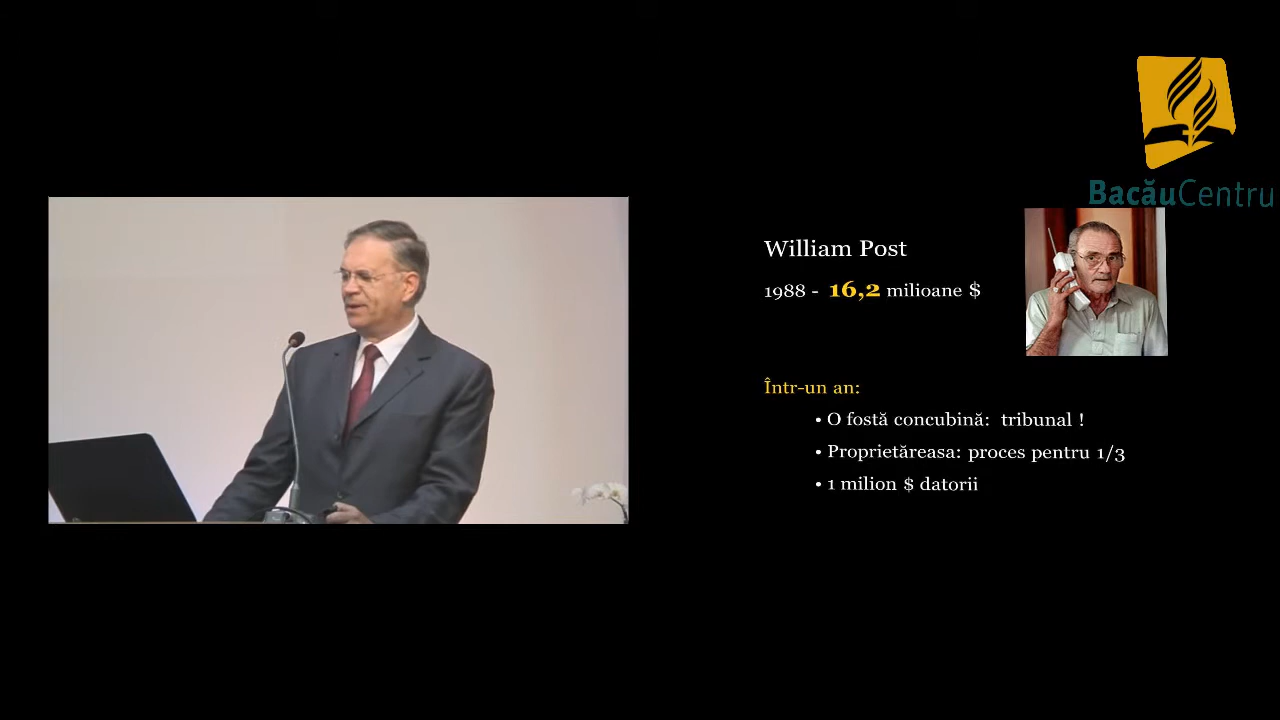 BacăuCentru
William Post
1988 - 16,2 milioane $
Într-un an:
• O fostă concubină: tribunal !
• Proprietăreasa: proces pentru 1/3
• 1 milion $ datorii